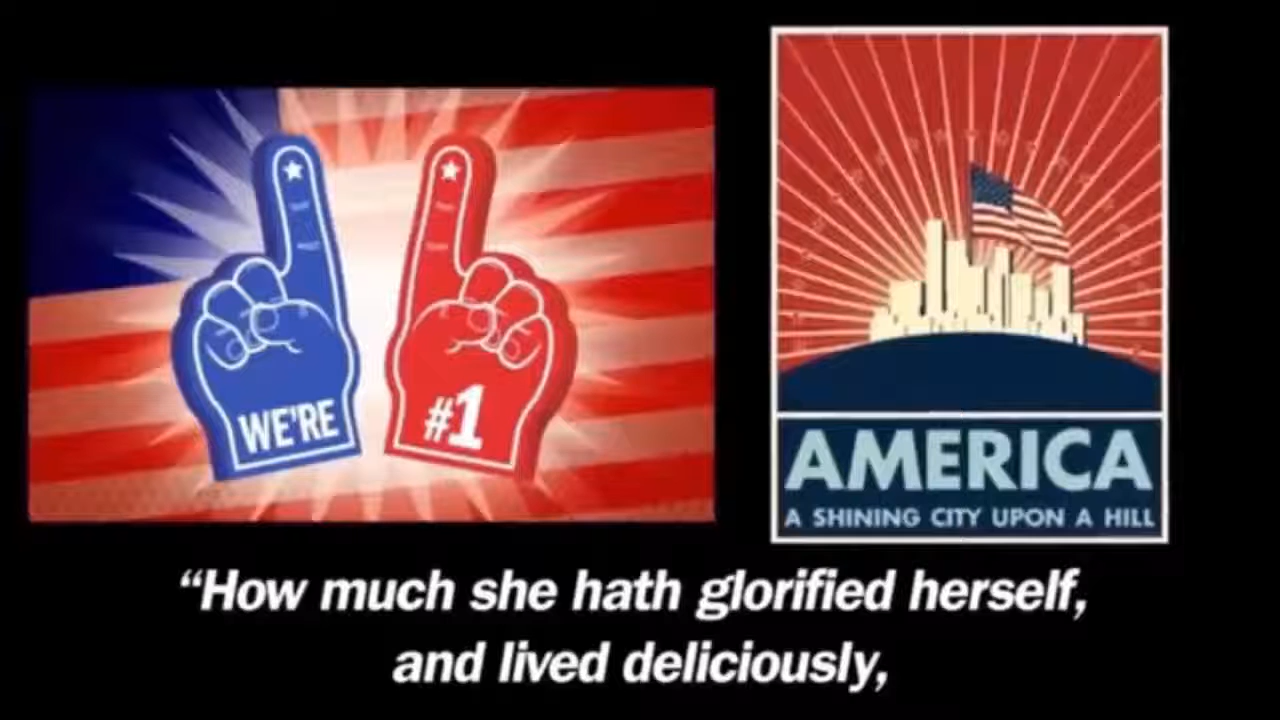 WE'RE
#1
AMERICA
A SHINING CITY UPON A HILL
“How much she hath glorified herself,
and lived deliciously,